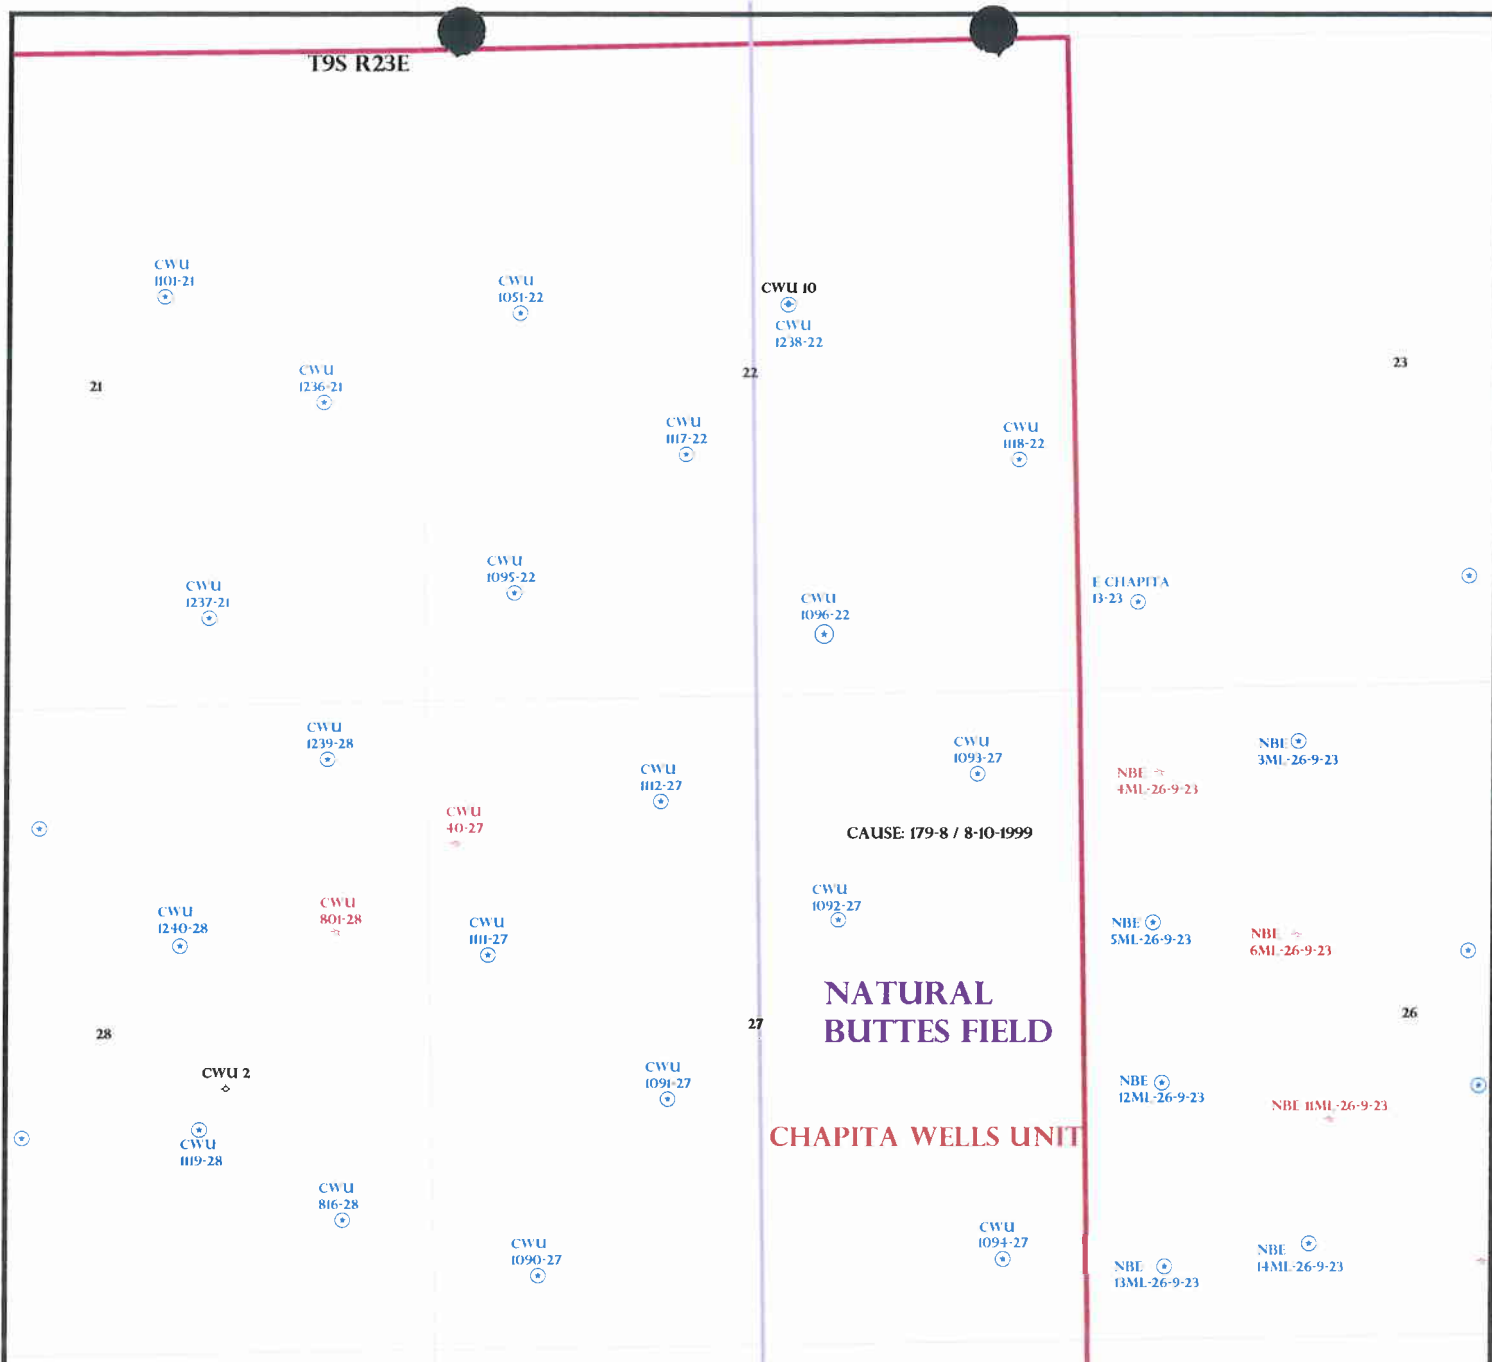 T9S R23E
CWU
1101-21
CWU
1051-22
CWU 10
CWU
1238-22
CWU
1236-21
21
22
23
CWU
1117-22
CWU
1118-22
CWU
1237-21
CWU
1095-22
CWU
1096-22
E CHAPITA
13-23
CWU
1239-28
CWU
1112-27
CWU
1093-27
NBE
4ML-26-9-23
NBE
3ML-26-9-23
CWU
40-27
CAUSE: 179-8 / 8-10-1999
CWU
1240-28
CWU
801-28
CWU
1111-27
CWU
1092-27
NBE
5ML-26-9-23
NBE
6ML-26-9-23
NATURAL
BUTTES FIELD
28
27
26
CWU 2
CWU
1091-27
NBE
12ML-26-9-23
NBE 11ML-26-9-23
CWU
1119-28
CHAPITA WELLS UNIT
CWU
816-28
CWU
1090-27
CWU
1094-27
NBE
13ML-26-9-23
NBE
14ML-26-9-23